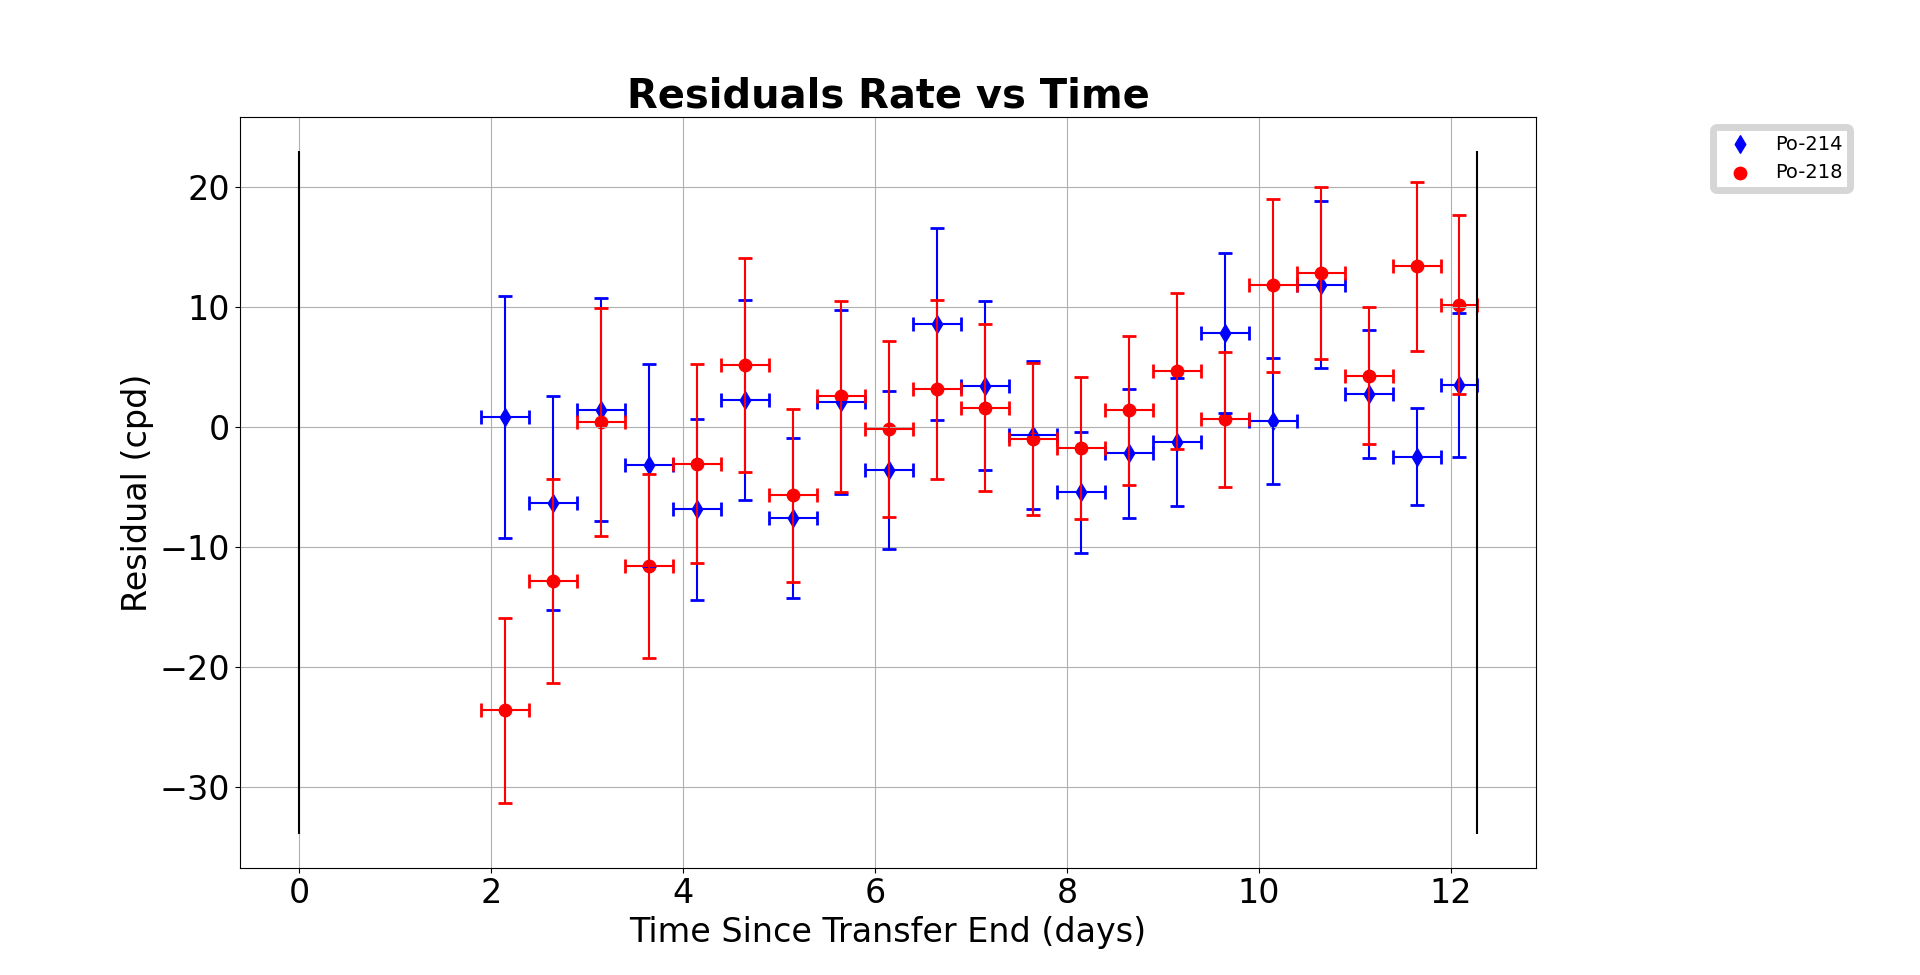 Residuals Rate vs Time
Po-214
Po-218
20
10
0
−10
−20
−30
Residual (cpd)
0 2 4 6 8 10 12
Time Since Transfer End (days)